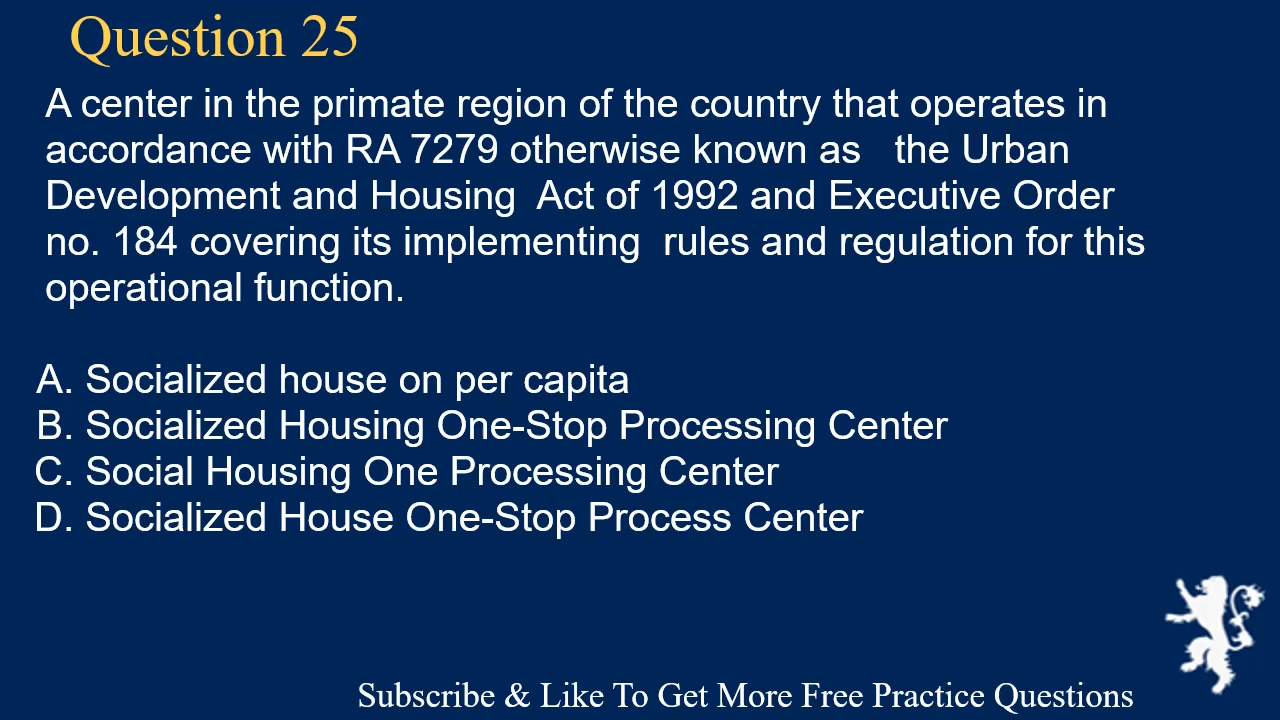 Question 25
A center in the primate region of the country that operates in
accordance with RA 7279 otherwise known as the Urban
Development and Housing Act of 1992 and Executive Order
no. 184 covering its implementing rules and regulation for this
operational function.
A. Socialized house on per capita
B. Socialized Housing One-Stop Processing Center
C. Social Housing One Processing Center
D. Socialized House One-Stop Process Center
Subscribe & Like To Get More Free Practice Questions